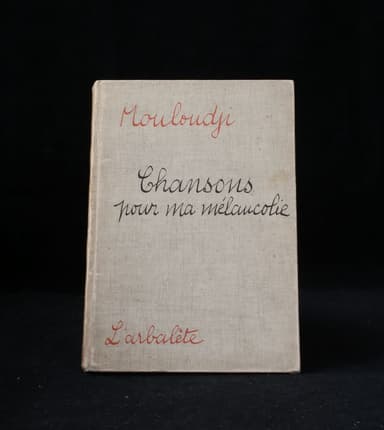 Mouloudji
Chansons
pour ma mélancolie
L'arbalète